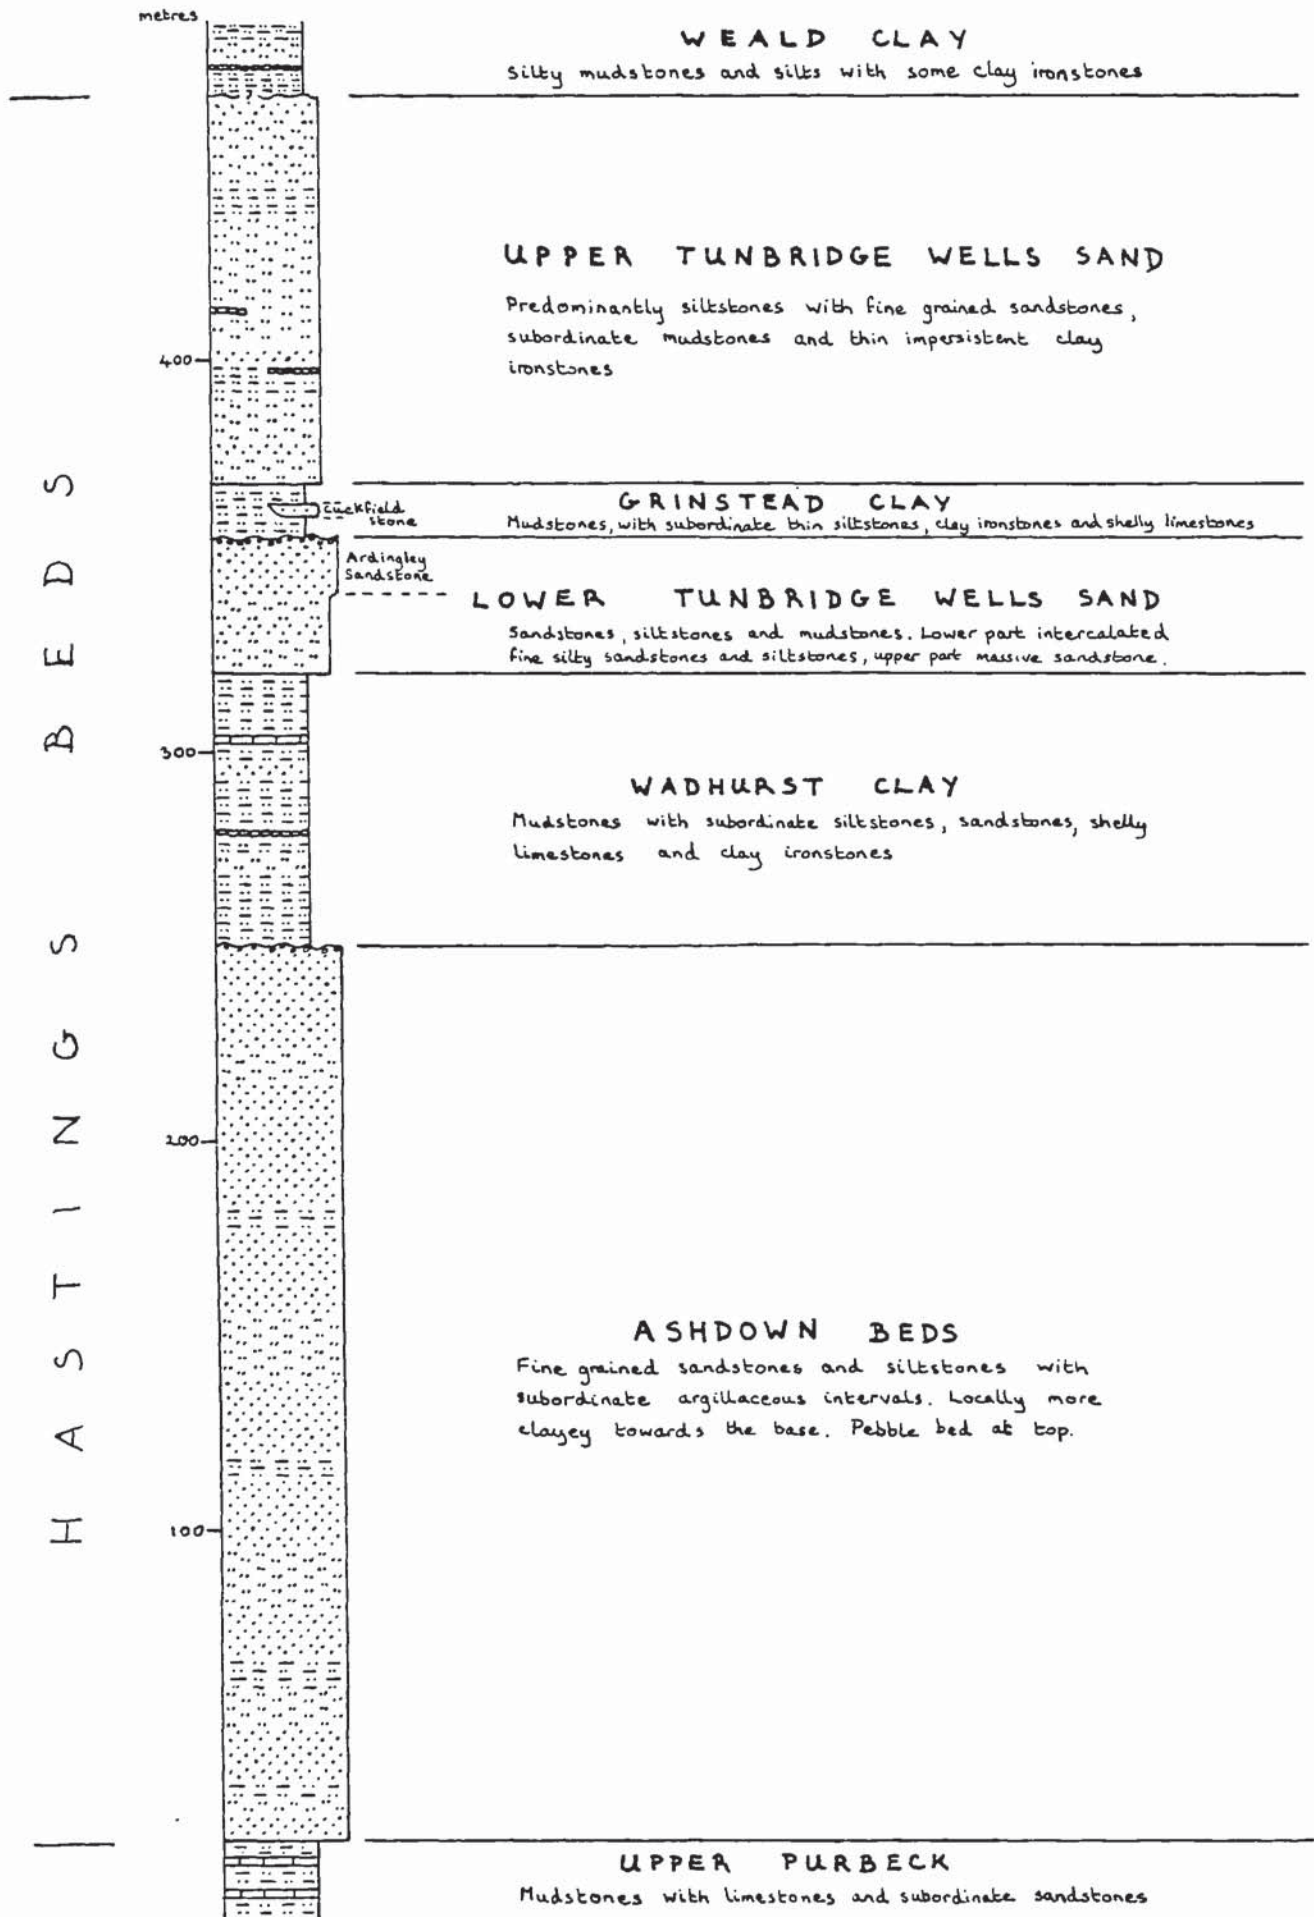 metres
WEALD CLAY
Silty mudstones and silts with some clay ironstones
UPPER TUNBRIDGE WELLS SAND
Predominantly siltstones with fine grained sandstones,
subordinate mudstones and thin impersistent clay
ironstones
400
GRINSTEAD CLAY
Mudstones, with subordinate thin siltstones, clay ironstones and shelly limestones
Cuckfield
stone
Ardingley
Sandstone
LOWER TUNBRIDGE WELLS SAND
Sandstones, siltstones and mudstones. Lower part intercalated
fine silty sandstones and siltstones, upper part massive sandstone.
300
WADHURST CLAY
Mudstones with subordinate siltstones, sandstones, shelly
limestones and clay ironstones
200
ASHDOWN BEDS
Fine grained sandstones and siltstones with
subordinate argillaceous intervals. Locally more
clayey towards the base. Pebble bed at top.
100
UPPER PURBECK
Mudstones with limestones and subordinate sandstones
HASTINGS BEDS